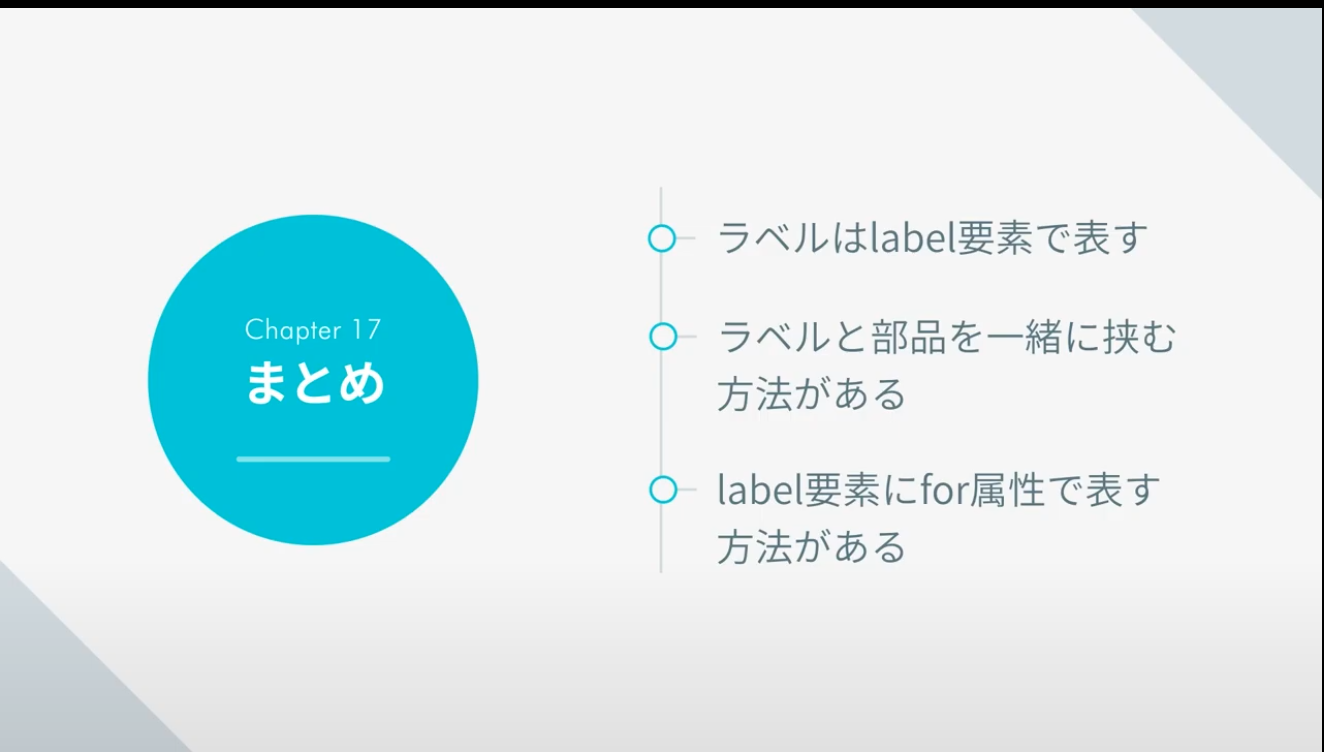 Chapter 17
まとめ
ラベルはlabel要素で表す
ラベルと部品を一緒に挟む
方法がある
label要素にfor属性で表す
方法がある